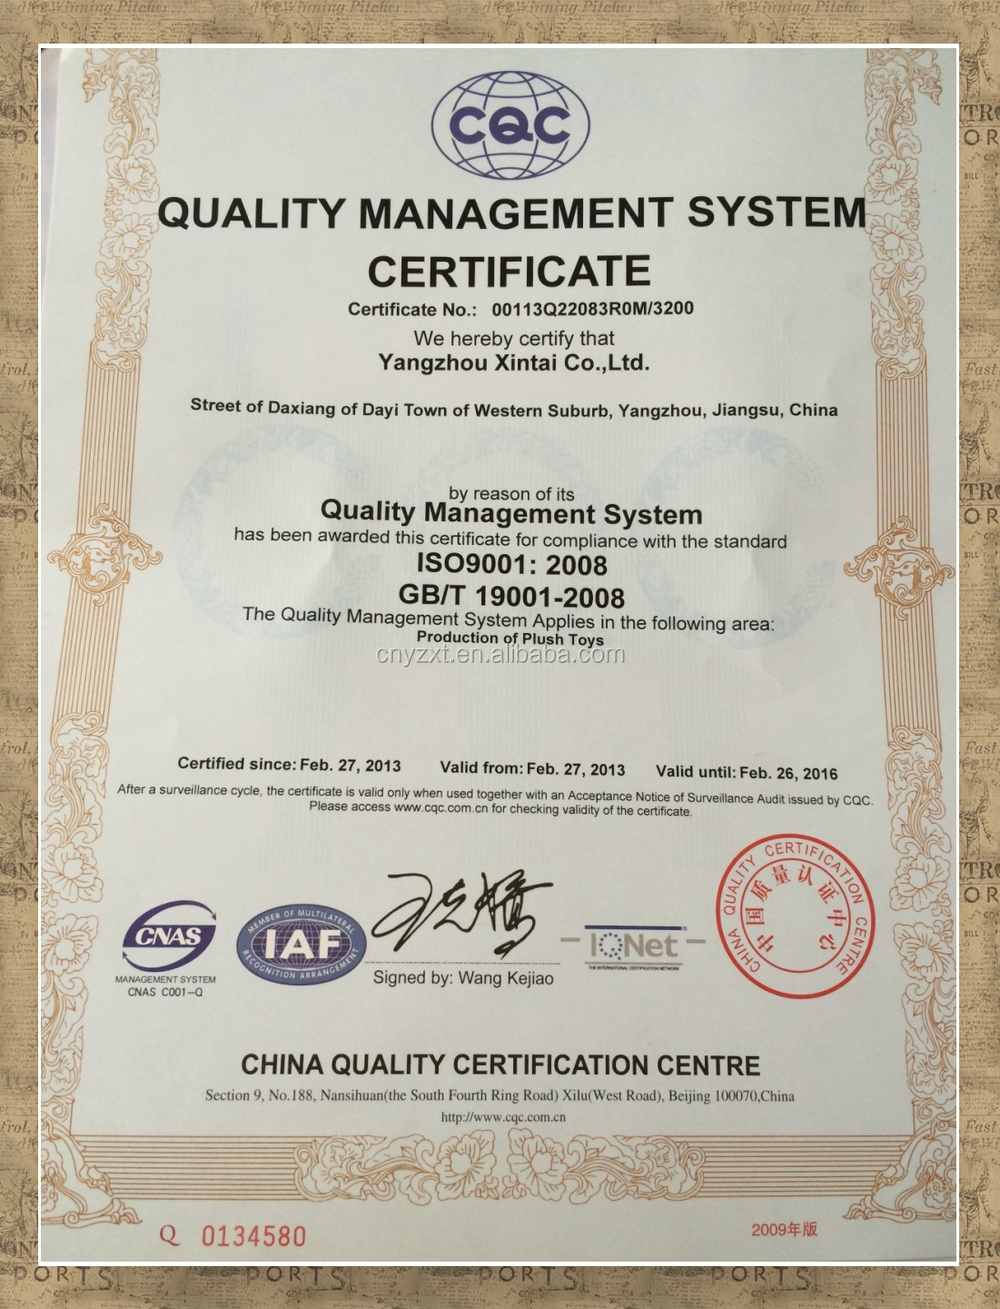 CQC
QUALITY MANAGEMENT SYSTEM
CERTIFICATE
Certificate No.: 00113Q22083R0M/3200
We hereby certify that
Yangzhou Xintai Co.,Ltd.
Street of Daxiang of Dayi Town of Western Suburb, Yangzhou, Jiangsu, China
by reason of its
Quality Management System
has been awarded this certificate for compliance with the standard
ISO9001: 2008
GB/T 19001-2008
The Quality Management System Applies in the following area:
Production of Plush Toys
cnyzxt.en.alibaba.com
Certified since: Feb. 27, 2013 Valid from: Feb. 27, 2013 Valid until: Feb. 26, 2016
After a surveillance cycle, the certificate is valid only when used together with an Acceptance Notice of Surveillance Audit issued by CQC.
Please access www.cqc.com.cn for checking validity of the certificate.
CNAS
MANAGEMENT SYSTEM
CNAS C001-Q
MEMBER OF MULTILATERAL
IAF
RECOGNITION ARRANGEMENT
Signed by: Wang Kejiao
IQNet
THE INTERNATIONAL CERTIFICATION NETWORK
CHINA QUALITY CERTIFICATION CENTRE
中国质量认证中心
CHINA QUALITY CERTIFICATION CENTRE
Section 9, No.188, Nansihuan(the South Fourth Ring Road) Xilu(West Road), Beijing 100070,China
http://www.cqc.com.cn
Q 0134580
2009年版